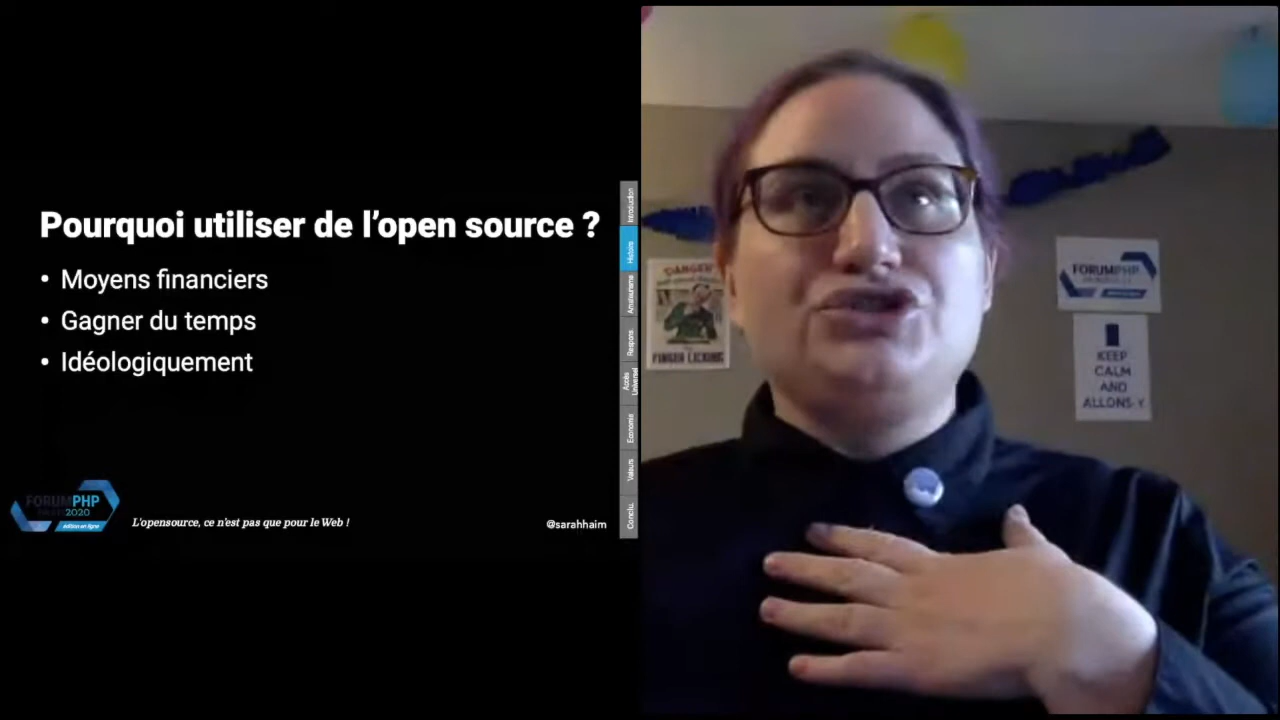 Pourquoi utiliser de l’open source ?
• Moyens financiers
• Gagner du temps
• Idéologiquement
FORUMPHP
2020
édition en ligne
L'opensource, ce n'est pas que pour le Web !
@sarahhaim
Introduction
Histoire
Amateurisme
Respons.
Accès
Universel
Economie
Valeurs
Conclu.
DANGER
FINGER LICKING
FORUMPHP
KEEP
CALM
AND
ALLONS-Y